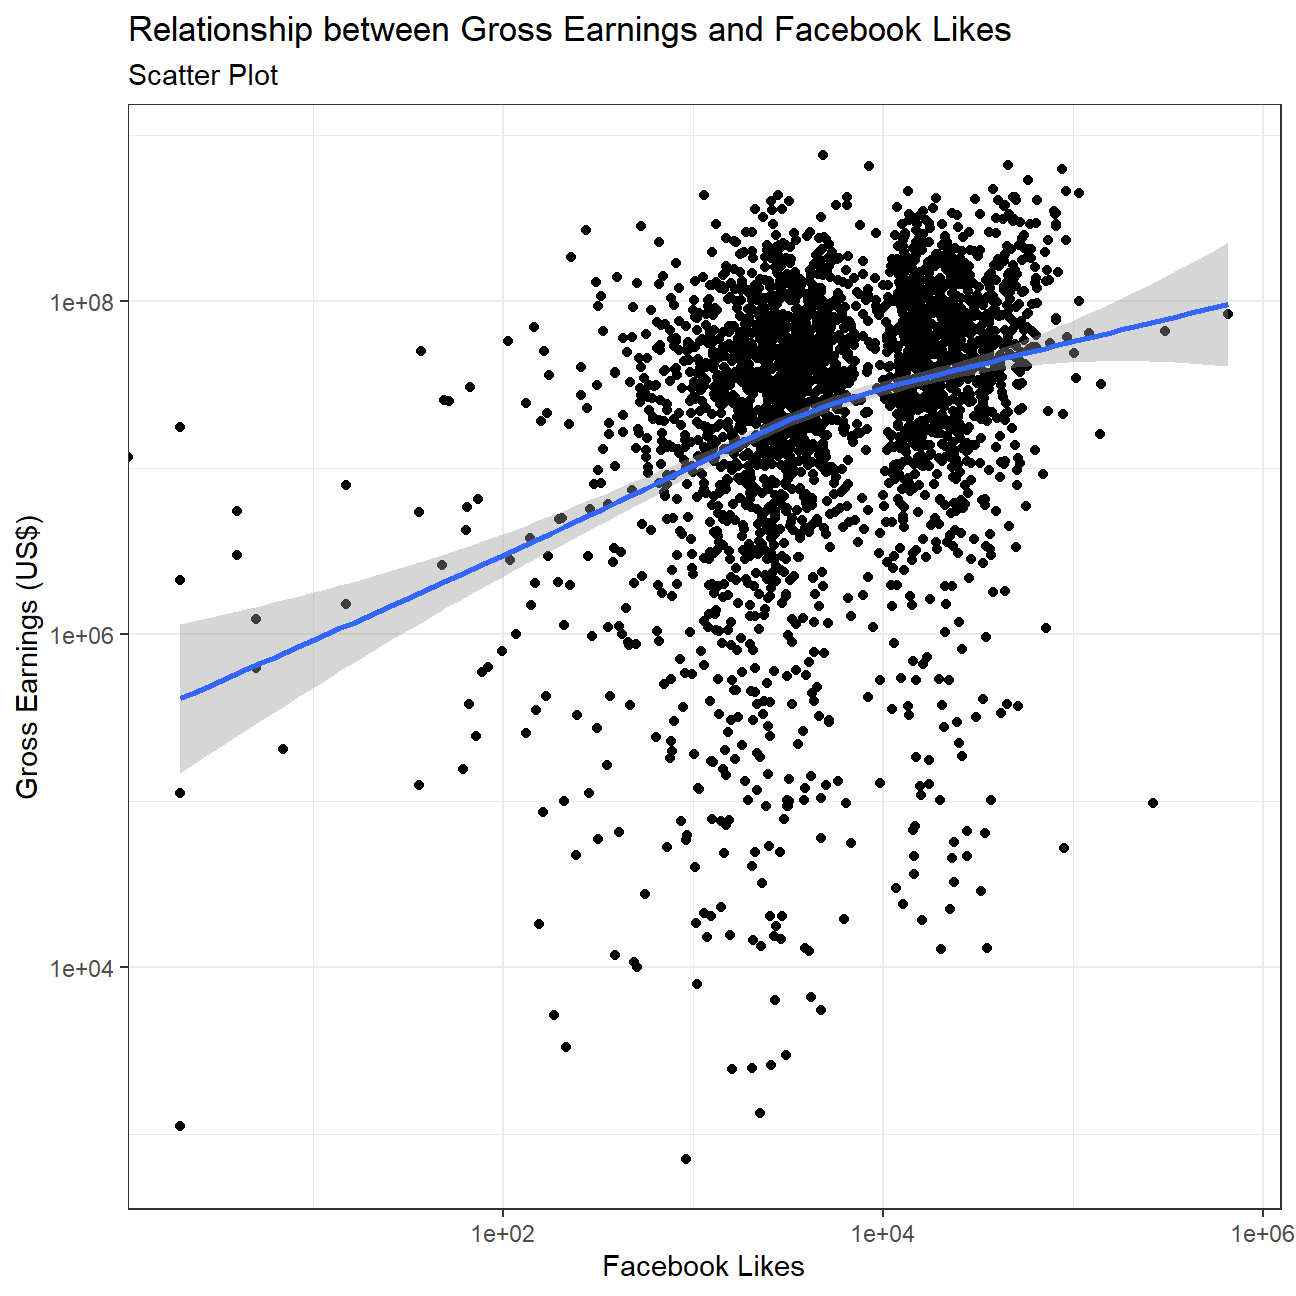 Relationship between Gross Earnings and Facebook Likes
Scatter Plot
Gross Earnings (US$)
1e+08
1e+06
1e+04
1e+02
1e+04
1e+06
Facebook Likes